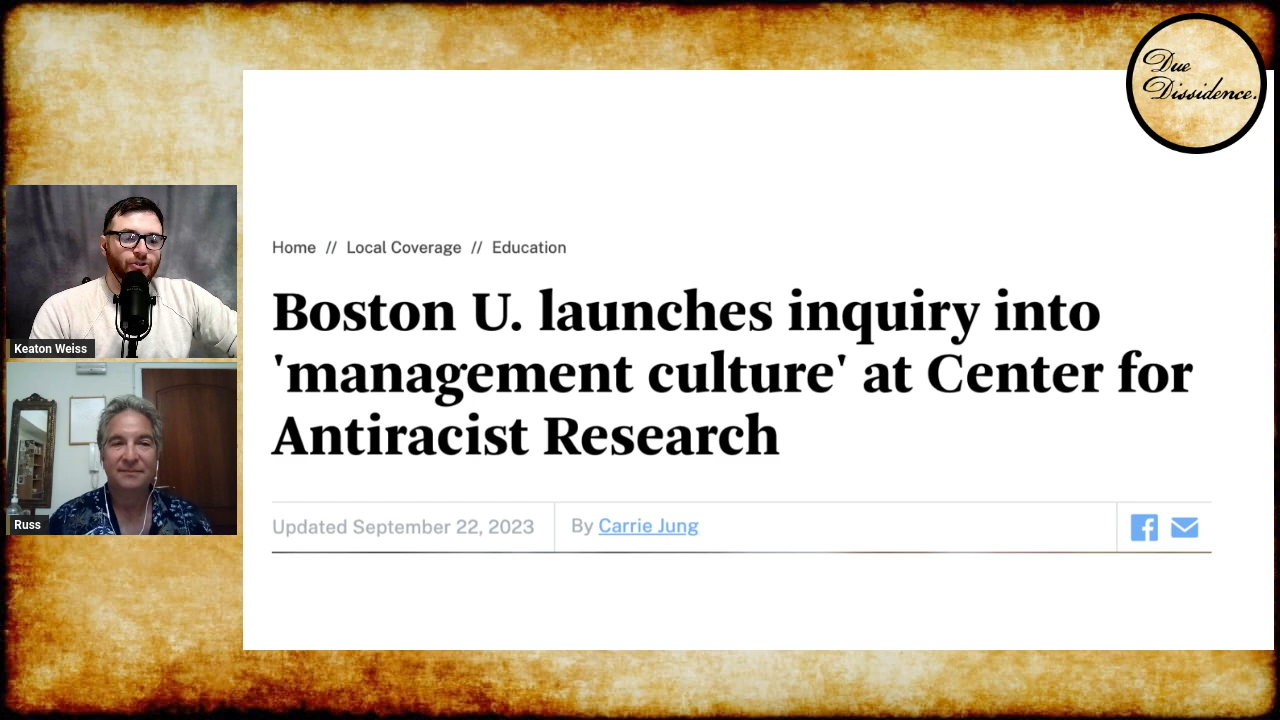 Due
Dissidence.
Home // Local Coverage // Education
Boston U. launches inquiry into
'management culture' at Center for
Antiracist Research
Updated September 22, 2023
By Carrie Jung
Keaton Weiss
Russ